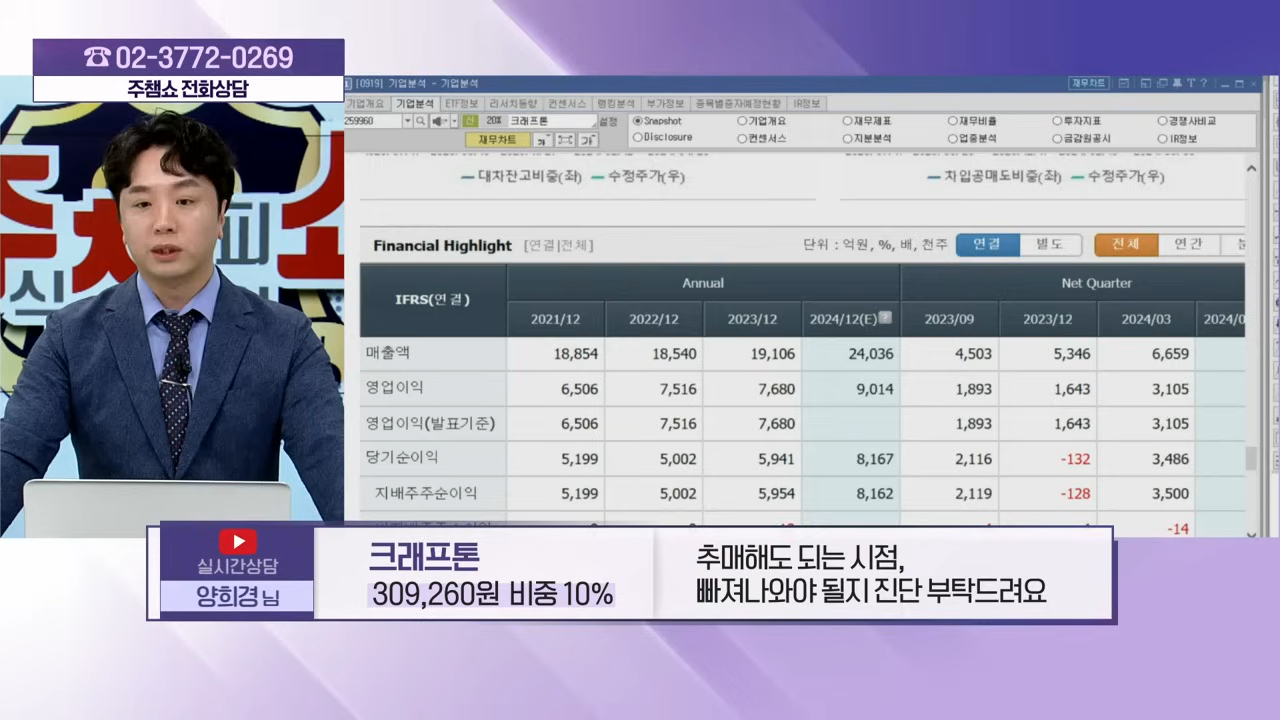 ☎02-3772-0269
주챔쇼 전화상담
[0919] 기업분석 - 기업분석
재무차트
기업개요 기업분석 ETF정보 리서치동향 컨센서스 랭킹분석 부가정보 종목별증자예정현황 IR정보
259960 신 20% 크래프톤 설정
Snapshot 기업개요 재무제표 재무비율 투자지표 경쟁사비교
재무차트
Disclosure 컨센서스 지분분석 업종분석 금감원공시 IR정보
대차잔고비중(좌) 수정주가(우) 차입공매도비중(좌) 수정주가(우)
Financial Highlight [연결|전체] 단위 : 억원, %, 배, 천주 연결 별도 전체 연간
IFRS(연결) Annual Net Quarter
2021/12 2022/12 2023/12 2024/12(E) 2023/09 2023/12 2024/03 2024/0
매출액 18,854 18,540 19,106 24,036 4,503 5,346 6,659
영업이익 6,506 7,516 7,680 9,014 1,893 1,643 3,105
영업이익(발표기준) 6,506 7,516 7,680 1,893 1,643 3,105
당기순이익 5,199 5,002 5,941 8,167 2,116 -132 3,486
지배주주순이익 5,199 5,002 5,954 8,162 2,119 -128 3,500
-14
실시간상담
양희경 님
크래프톤
309,260원 비중 10%
추매해도 되는 시점,
빠져나와야 될지 진단 부탁드려요